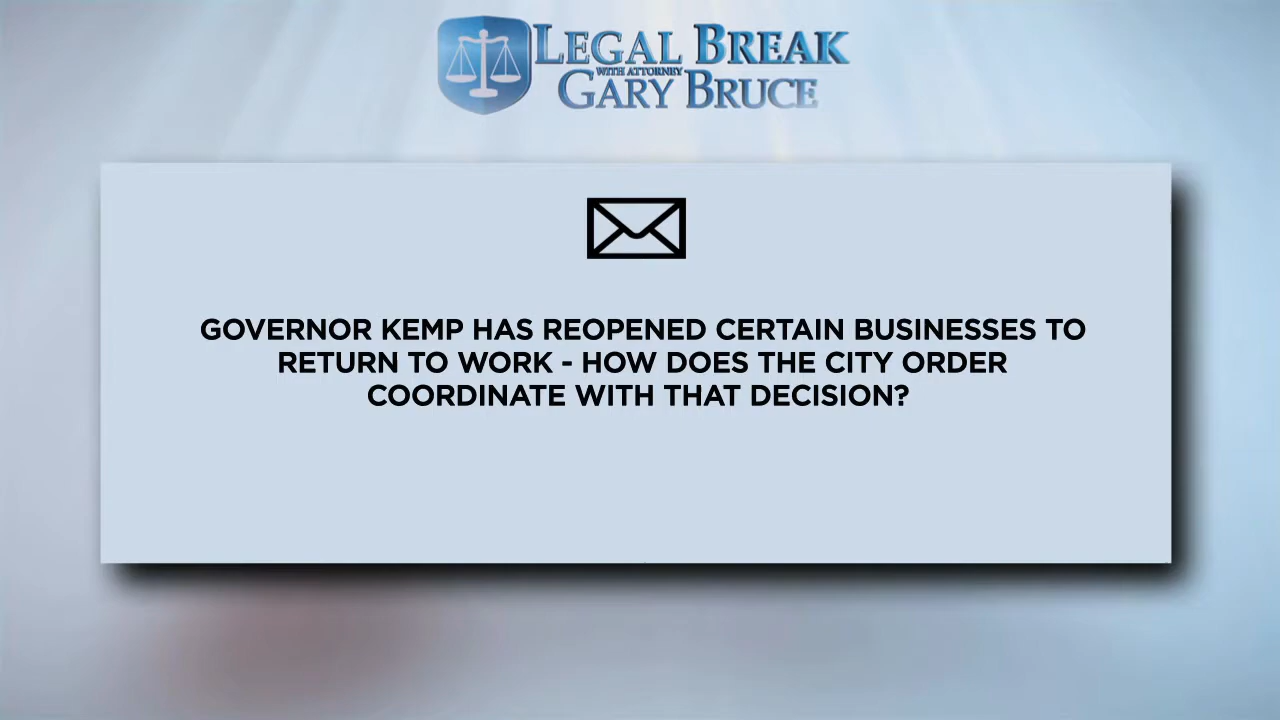 LEGAL BREAK
WITH ATTORNEY
GARY BRUCE
GOVERNOR KEMP HAS REOPENED CERTAIN BUSINESSES TO
RETURN TO WORK - HOW DOES THE CITY ORDER
COORDINATE WITH THAT DECISION?